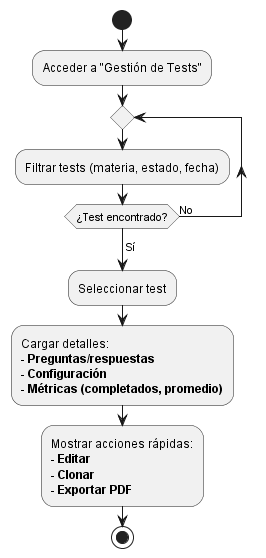 Acceder a "Gestión de Tests"
Filtrar tests (materia, estado, fecha)
¿Test encontrado?
No
Sí
Seleccionar test
Cargar detalles:
- Preguntas/respuestas
- Configuración
- Métricas (completados, promedio)
Mostrar acciones rápidas:
- Editar
- Clonar
- Exportar PDF